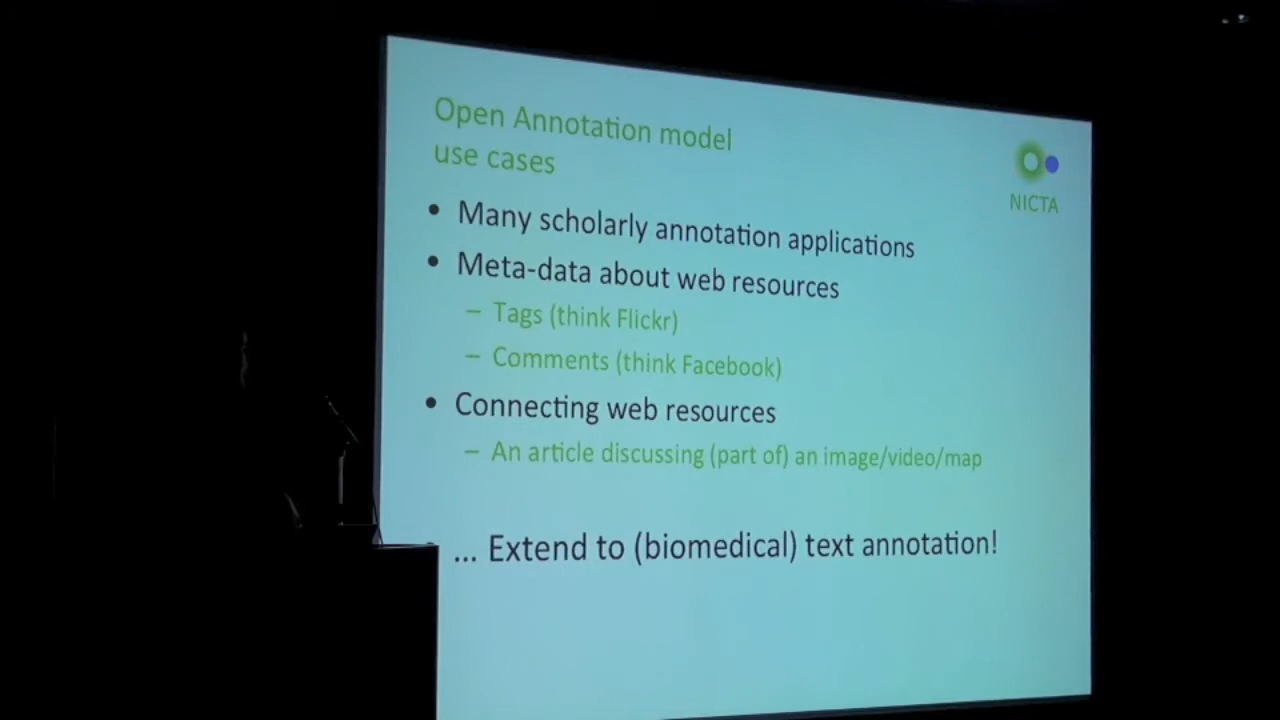 Open Annotation model
use cases
NICTA
• Many scholarly annotation applications
• Meta-data about web resources
– Tags (think Flickr)
– Comments (think Facebook)
• Connecting web resources
– An article discussing (part of) an image/video/map
... Extend to (biomedical) text annotation!